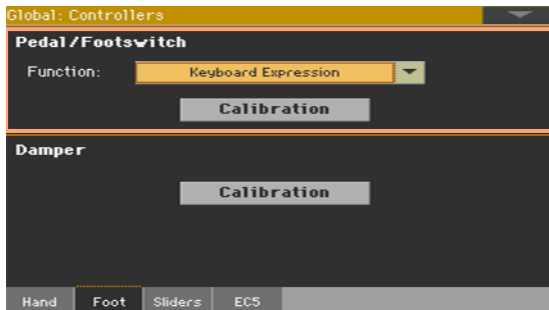 Global: Controllers
Pedal/Footswitch
Function: Keyboard Expression
Calibration
Damper
Calibration
Hand Foot Sliders EC5